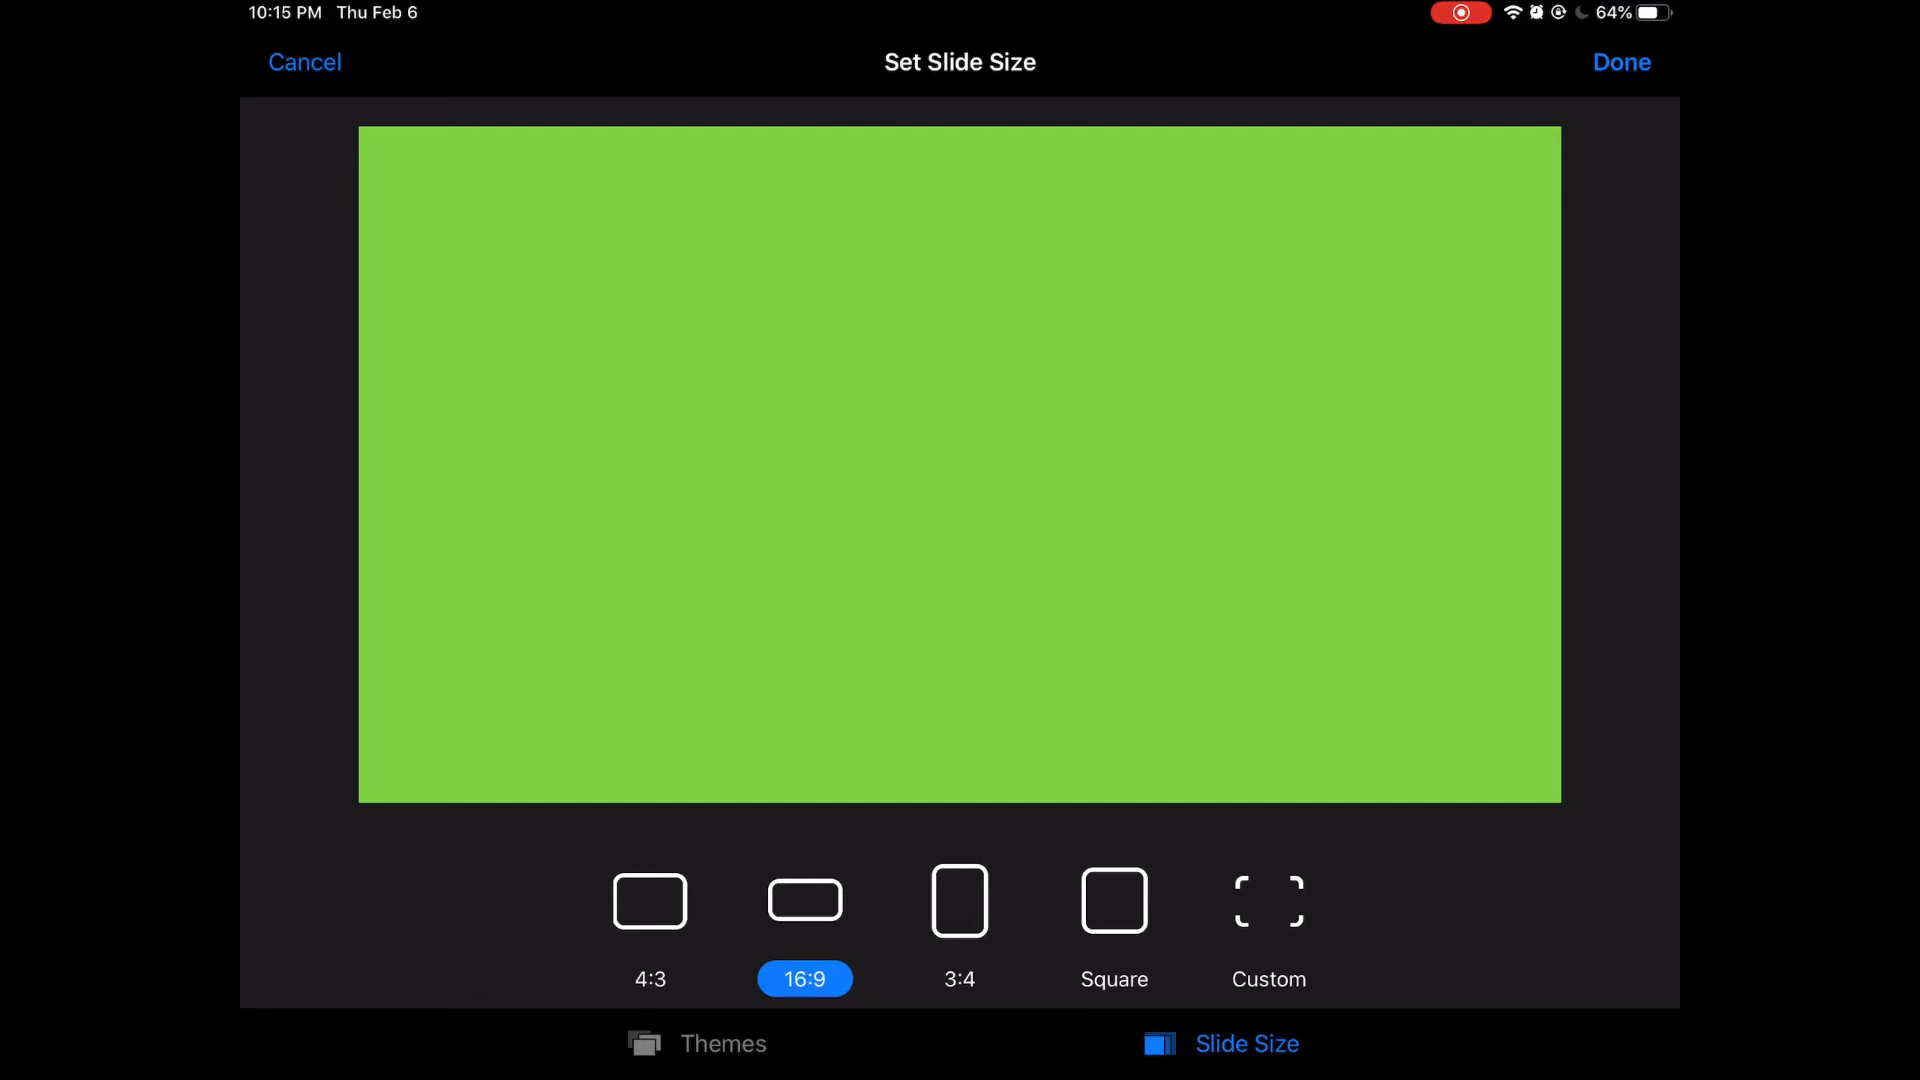 10:15 PM Thu Feb 6
64%
Cancel
Set Slide Size
Done
4:3
16:9
3:4
Square
Custom
Themes
Slide Size